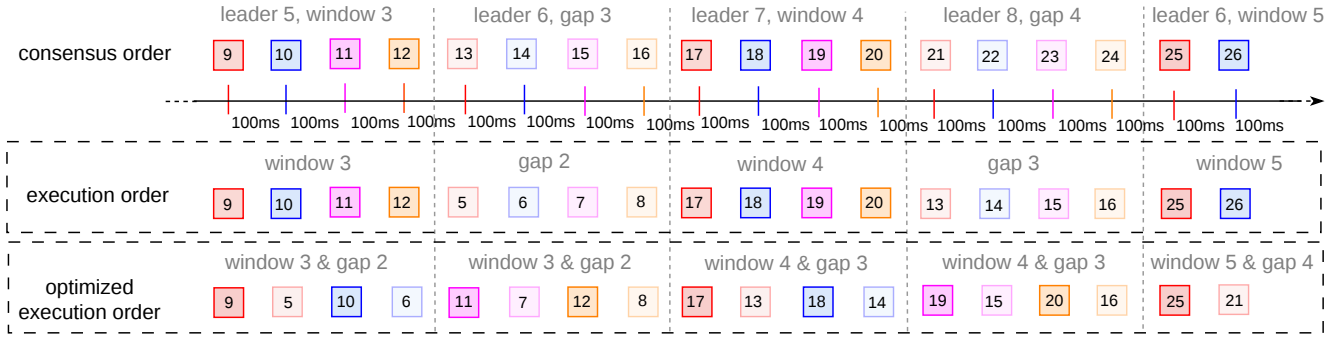 leader 5, window 3 leader 6, gap 3 leader 7, window 4 leader 8, gap 4 leader 6, window 5
consensus order 9 10 11 12 13 14 15 16 17 18 19 20 21 22 23 24 25 26
100ms 100ms 100ms 100ms 100ms 100ms 100ms 100ms 100ms 100ms 100ms 100ms 100ms 100ms 100ms 100ms 100ms 100ms
window 3 gap 2 window 4 gap 3 window 5
execution order 9 10 11 12 5 6 7 8 17 18 19 20 13 14 15 16 25 26
window 3 & gap 2 window 3 & gap 2 window 4 & gap 3 window 4 & gap 3 window 5 & gap 4
optimized
execution order 9 5 10 6 11 7 12 8 17 13 18 14 19 15 20 16 25 21